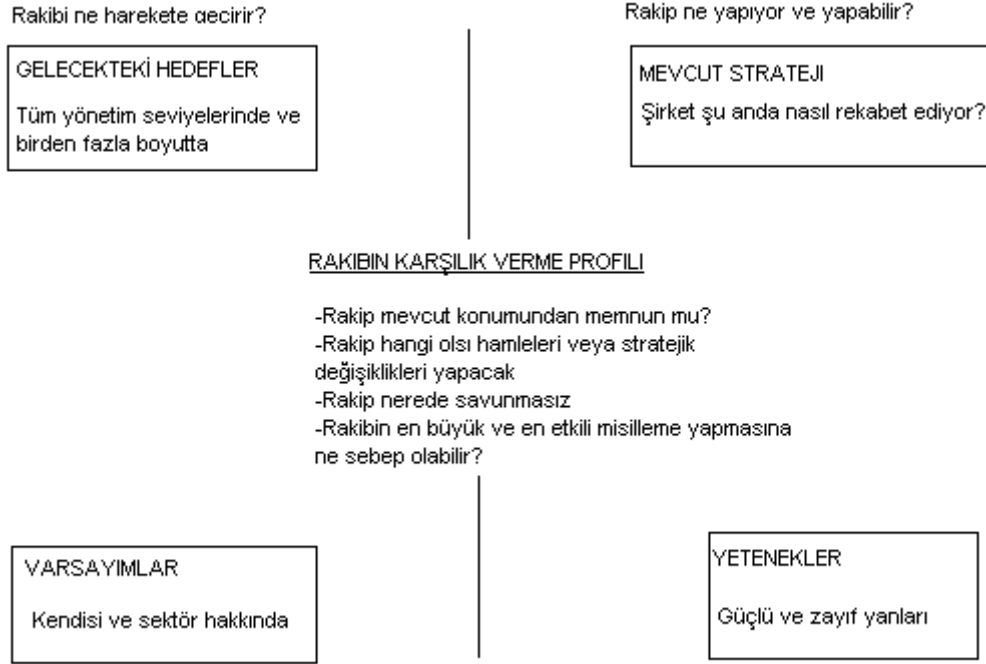 Rakibi ne harekete geçirir?
Rakip ne yapıyor ve yapabilir?
GELECEKTEKİ HEDEFLER
Tüm yönetim seviyelerinde ve
birden fazla boyutta
MEVCUT STRATEJI
Şirket şu anda nasıl rekabet ediyor?
RAKIBIN KARŞILIK VERME PROFILI
-Rakip mevcut konumundan memnun mu?
-Rakip hangi olsı hamleleri veya stratejik
değişiklikleri yapacak
-Rakip nerede savunmasız
-Rakibin en büyük ve en etkili misilleme yapmasına
ne sebep olabilir?
VARSAYIMLAR
Kendisi ve sektör hakkında
YETENEKLER
Güçlü ve zayıf yanları